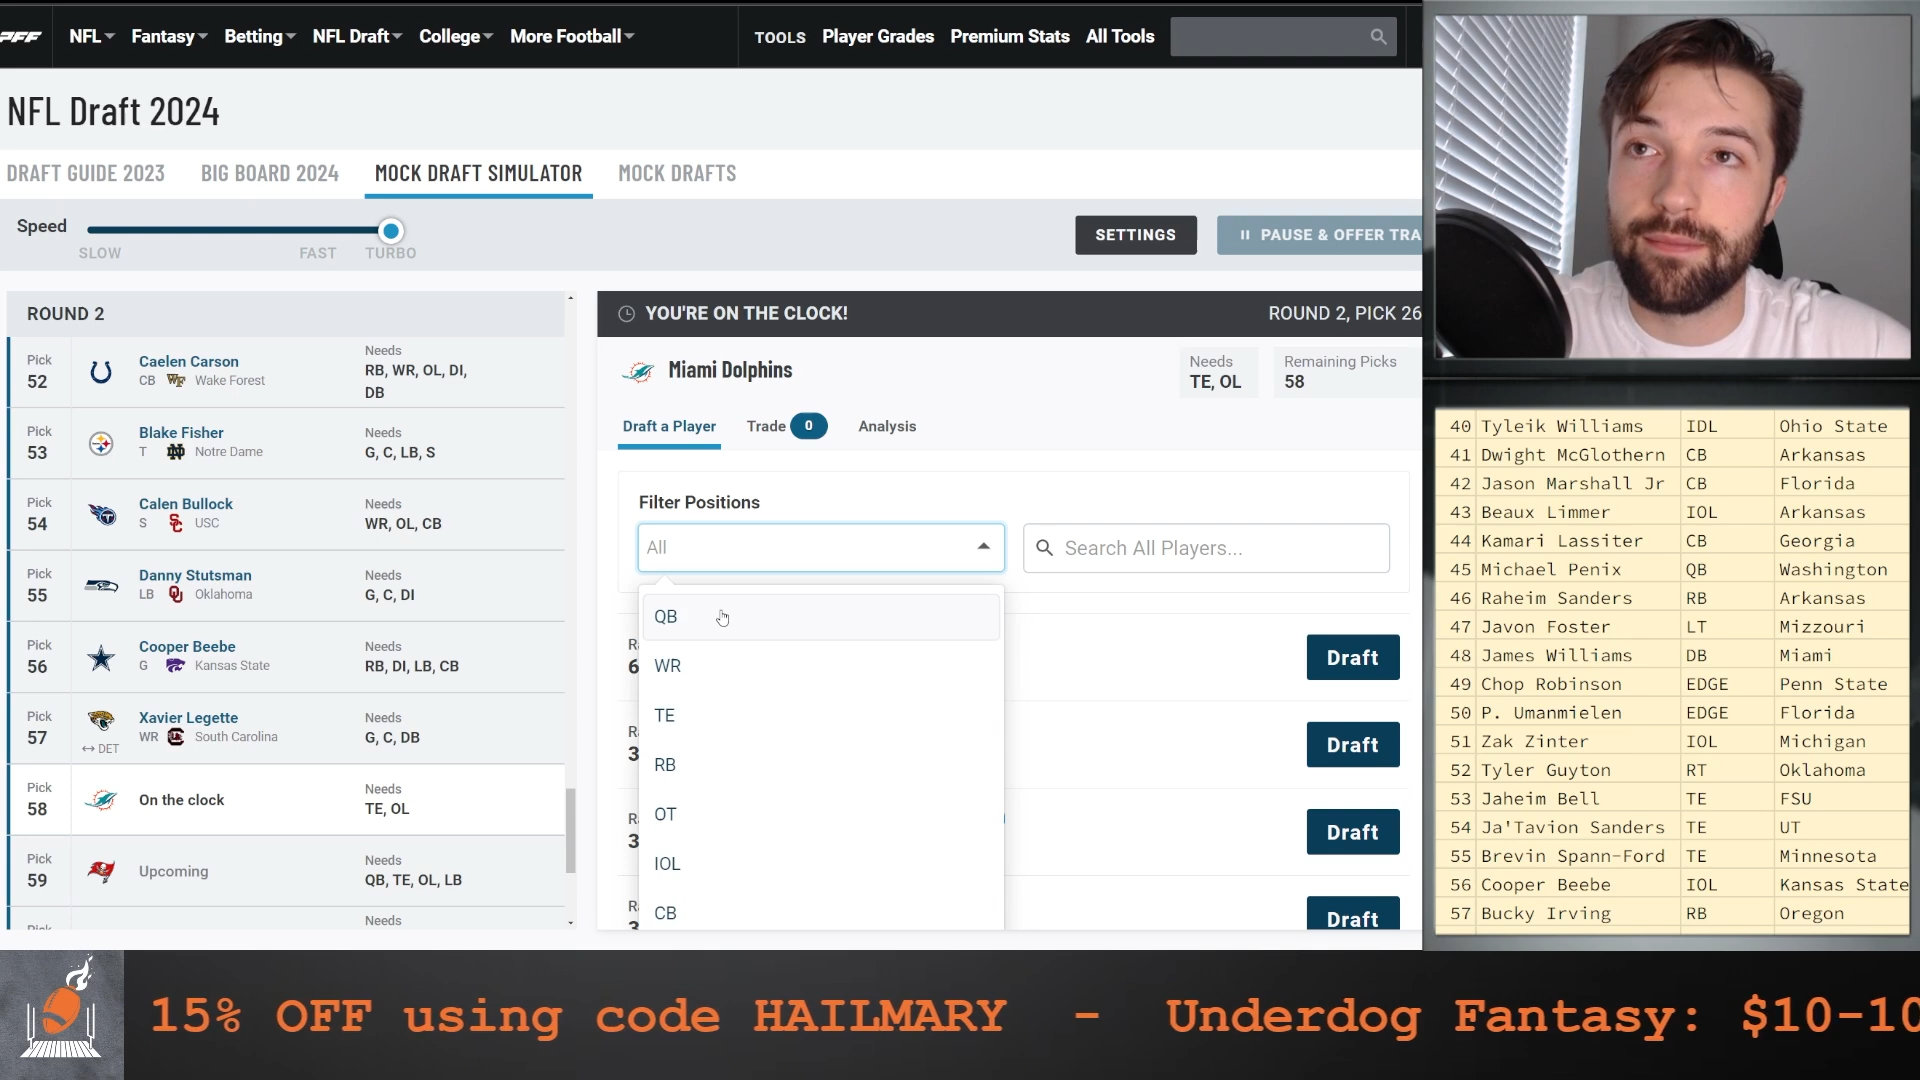 PFF NFL Fantasy Betting NFL Draft College More Football TOOLS Player Grades Premium Stats All Tools
NFL Draft 2024
DRAFT GUIDE 2023 BIG BOARD 2024 MOCK DRAFT SIMULATOR MOCK DRAFTS
Speed
SLOW FAST TURBO
SETTINGS
PAUSE & OFFER TRA
ROUND 2
Pick 52 Caelen Carson Needs
CB WF Wake Forest RB, WR, OL, DI, DB
Pick 53 Blake Fisher Needs
T Notre Dame G, C, LB, S
Pick 54 Calen Bullock Needs
S SC USC WR, OL, CB
Pick 55 Danny Stutsman Needs
LB OU Oklahoma G, C, DI
Pick 56 Cooper Beebe Needs
G Kansas State RB, DI, LB, CB
Pick 57 Xavier Legette Needs
DET WR South Carolina G, C, DB
Pick 58 On the clock Needs
TE, OL
Pick 59 Upcoming Needs
QB, TE, OL, LB
Needs
YOU'RE ON THE CLOCK! ROUND 2, PICK 26
Miami Dolphins
Needs
TE, OL
Remaining Picks
58
Draft a Player Trade 0 Analysis
Filter Positions
All
Search All Players...
QB
WR
TE
RB
OT
IOL
CB
Draft
Draft
Draft
Draft
40 Tyleik Williams IDL Ohio State
41 Dwight McGlothern CB Arkansas
42 Jason Marshall Jr CB Florida
43 Beaux Limmer IOL Arkansas
44 Kamari Lassiter CB Georgia
45 Michael Penix QB Washington
46 Raheim Sanders RB Arkansas
47 Javon Foster LT Mizzouri
48 James Williams DB Miami
49 Chop Robinson EDGE Penn State
50 P. Umanmielen EDGE Florida
51 Zak Zinter IOL Michigan
52 Tyler Guyton RT Oklahoma
53 Jaheim Bell TE FSU
54 Ja'Tavion Sanders TE UT
55 Brevin Spann-Ford TE Minnesota
56 Cooper Beebe IOL Kansas State
57 Bucky Irving RB Oregon
15% OFF using code HAILMARY - Underdog Fantasy: $10-10